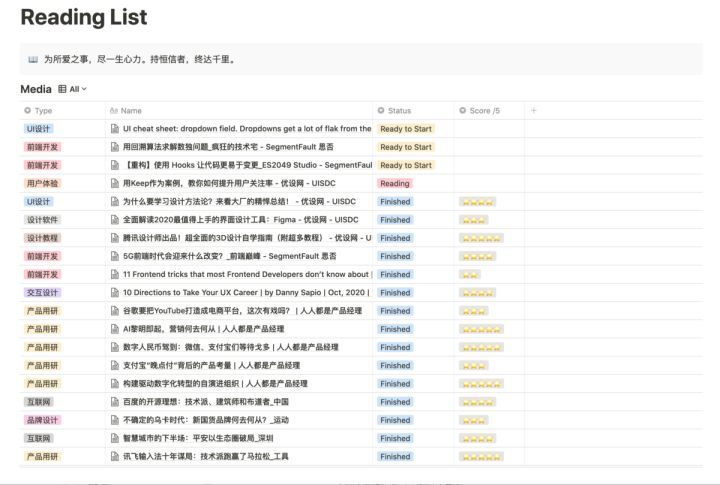 Reading List
为所爱之事，尽一生心力。持恒信者，终达千里。
Media All
Type Name Status Score /5
UI设计 UI cheat sheet: dropdown field. Dropdowns get a lot of flak from the Ready to Start
前端开发 用回溯算法求解数独问题_疯狂的技术宅 - SegmentFault 思否 Ready to Start
前端开发 【重构】使用 Hooks 让代码更易于变更_ES2049 Studio - SegmentFaul Ready to Start
用户体验 用Keep作为案例，教你如何提升用户关注率 - 优设网 - UISDC Reading
UI设计 为什么要学习设计方法论？来看大厂的精悍总结！ - 优设网 - UISDC Finished
设计软件 全面解读2020最值得上手的界面设计工具：Figma - 优设网 - UISDC Finished
设计教程 腾讯设计师出品！超全面的3D设计自学指南（附超多教程） - 优设网 - U Finished
前端开发 5G前端时代会迎来什么改变？_前端巅峰 - SegmentFault 思否 Finished
前端开发 11 Frontend tricks that most Frontend Developers don't know about | Finished
交互设计 10 Directions to Take Your UX Career | by Danny Sapio | Oct, 2020 | Finished
产品用研 谷歌要把YouTube打造成电商平台，这次有戏吗？ | 人人都是产品经理 Finished
产品用研 AI黎明即起，营销何去何从 | 人人都是产品经理 Finished
产品用研 数字人民币驾到：微信、支付宝们等待戈多 | 人人都是产品经理 Finished
产品用研 支付宝“晚点付”背后的产品考量 | 人人都是产品经理 Finished
产品用研 构建驱动数字化转型的自演进组织 | 人人都是产品经理 Finished
互联网 百度的开源理想：技术派、建筑师和布道者_中国 Finished
品牌设计 不确定的乌卡时代：新国货品牌何去何从？_运动 Finished
互联网 智慧城市的下半场：平安以生态圈破局_深圳 Finished
产品用研 讯飞输入法十年谋局：技术派跑赢了马拉松_工具 Finished